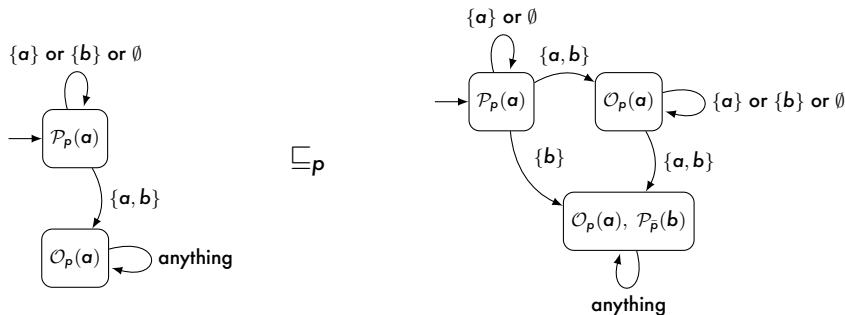 {a} or {b} or ∅
𝒫ₚ(a)
{a, b}
𝒪ₚ(a)
anything
⊑ₚ
{a} or ∅
𝒫ₚ(a)
{a, b}
𝒪ₚ(a)
{a} or {b} or ∅
{b}
{a, b}
𝒪ₚ(a), 𝒫ₚ̄(b)
anything